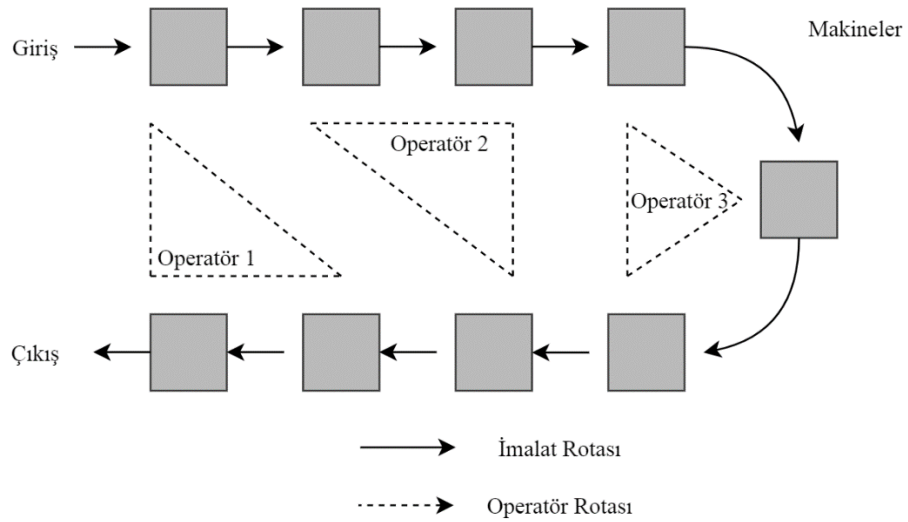 Giriş
Makineler
Operatör 2
Operatör 3
Operatör 1
Çıkış
İmalat Rotası
Operatör Rotası